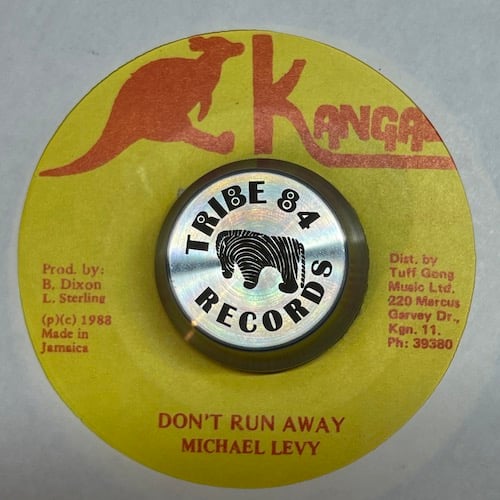 KANGA
TRIBE 84
RECORDS
Prod. by:
B. Dixon
L. Sterling
(p)(c) 1988
Made in
Jamaica
Dist. by
Tuff Gong
Music Ltd.
220 Marcus
Garvey Dr.,
Kgn. 11.
Ph: 39380
DON'T RUN AWAY
MICHAEL LEVY